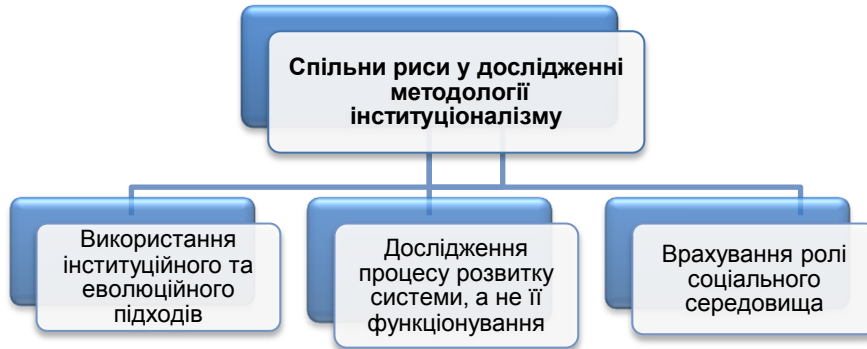 Спільни риси у дослідженні
методології
інституціоналізму
Використання
інституційного та
еволюційного
підходів
Дослідження
процесу розвитку
системи, а не її
функціонування
Врахування ролі
соціального
середовища